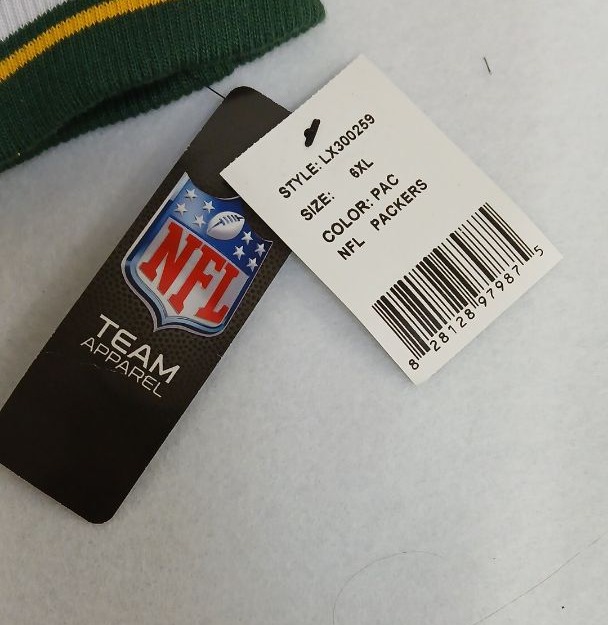 NFL
TEAM
APPAREL
STYLE: LX300259
SIZE: 6XL
COLOR: PAC
NFL PACKERS
8 28128 97987 5